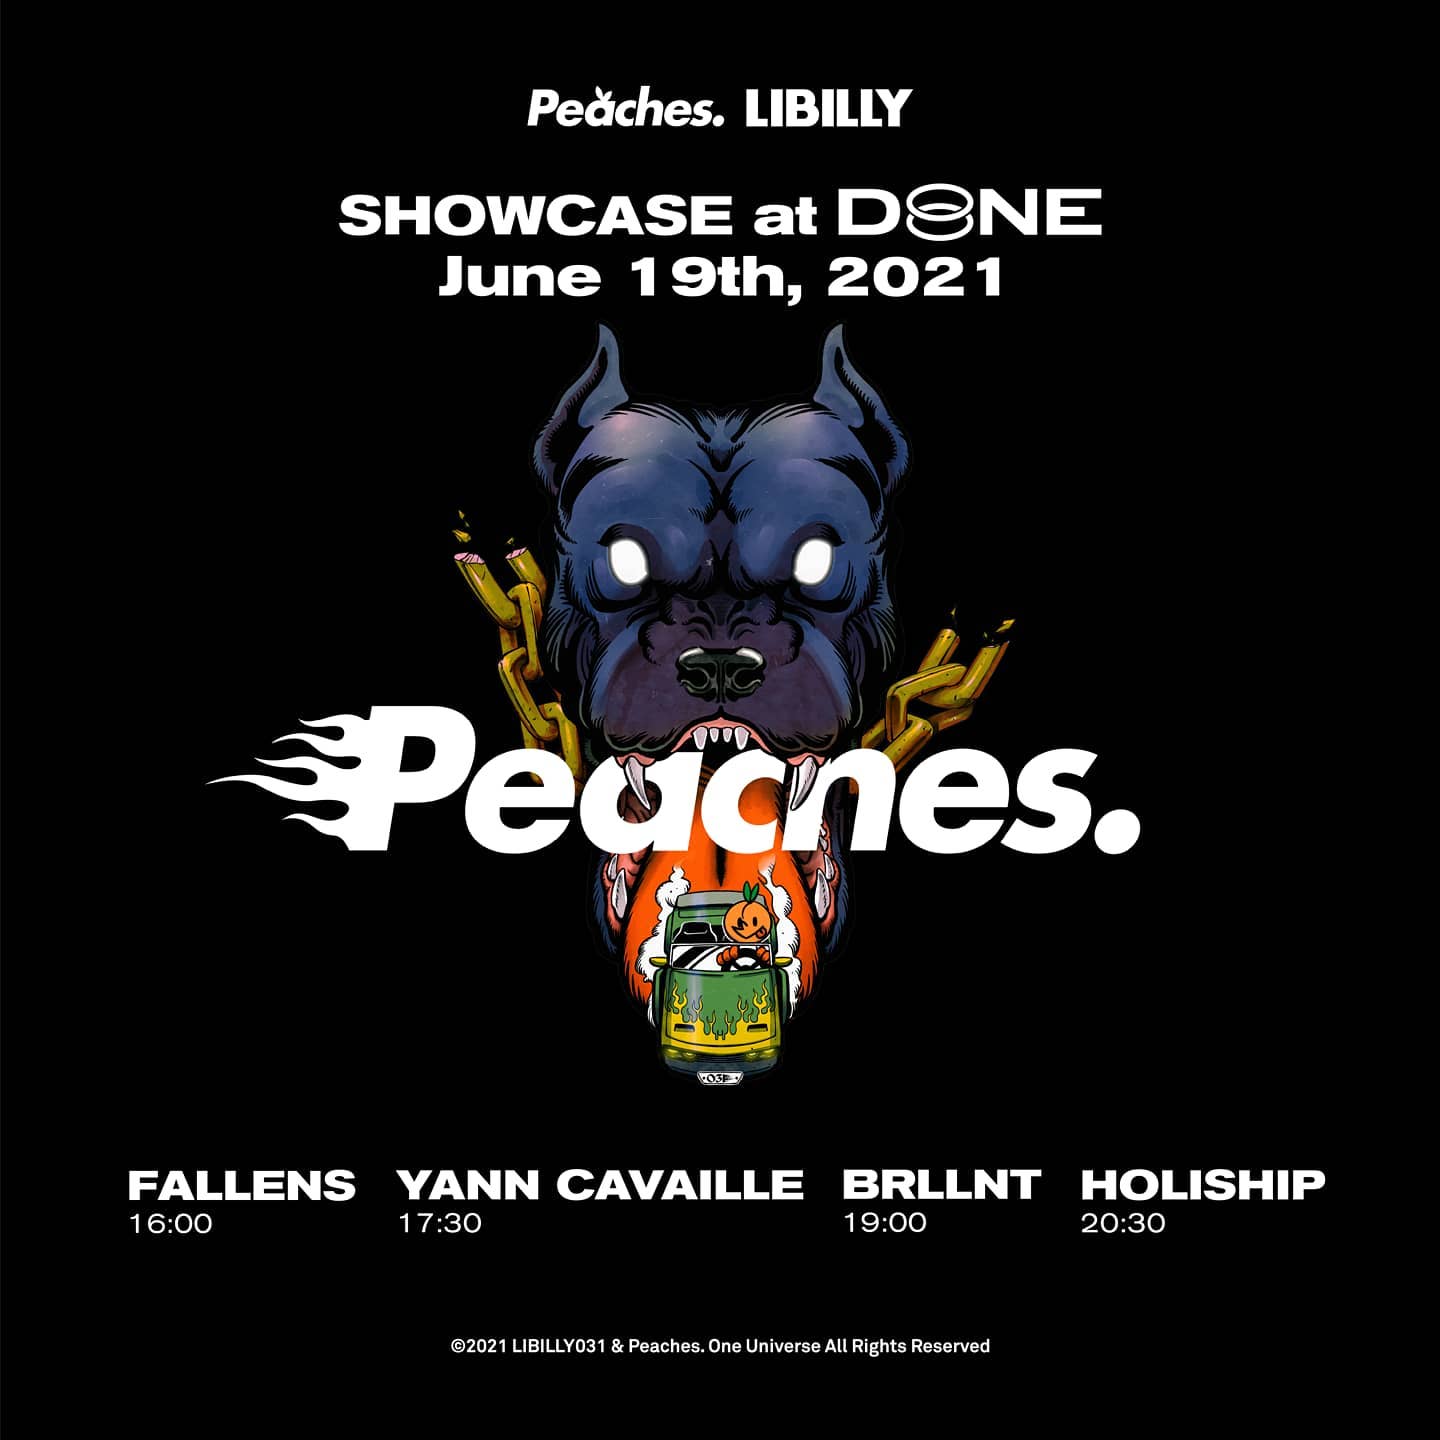 Peaches. LIBILLY
SHOWCASE at D8NE
June 19th, 2021
Peaches.
FALLENS YANN CAVAILLE BRLLNT HOLISHIP
16:00 17:30 19:00 20:30
©2021 LIBILLY031 & Peaches. One Universe All Rights Reserved